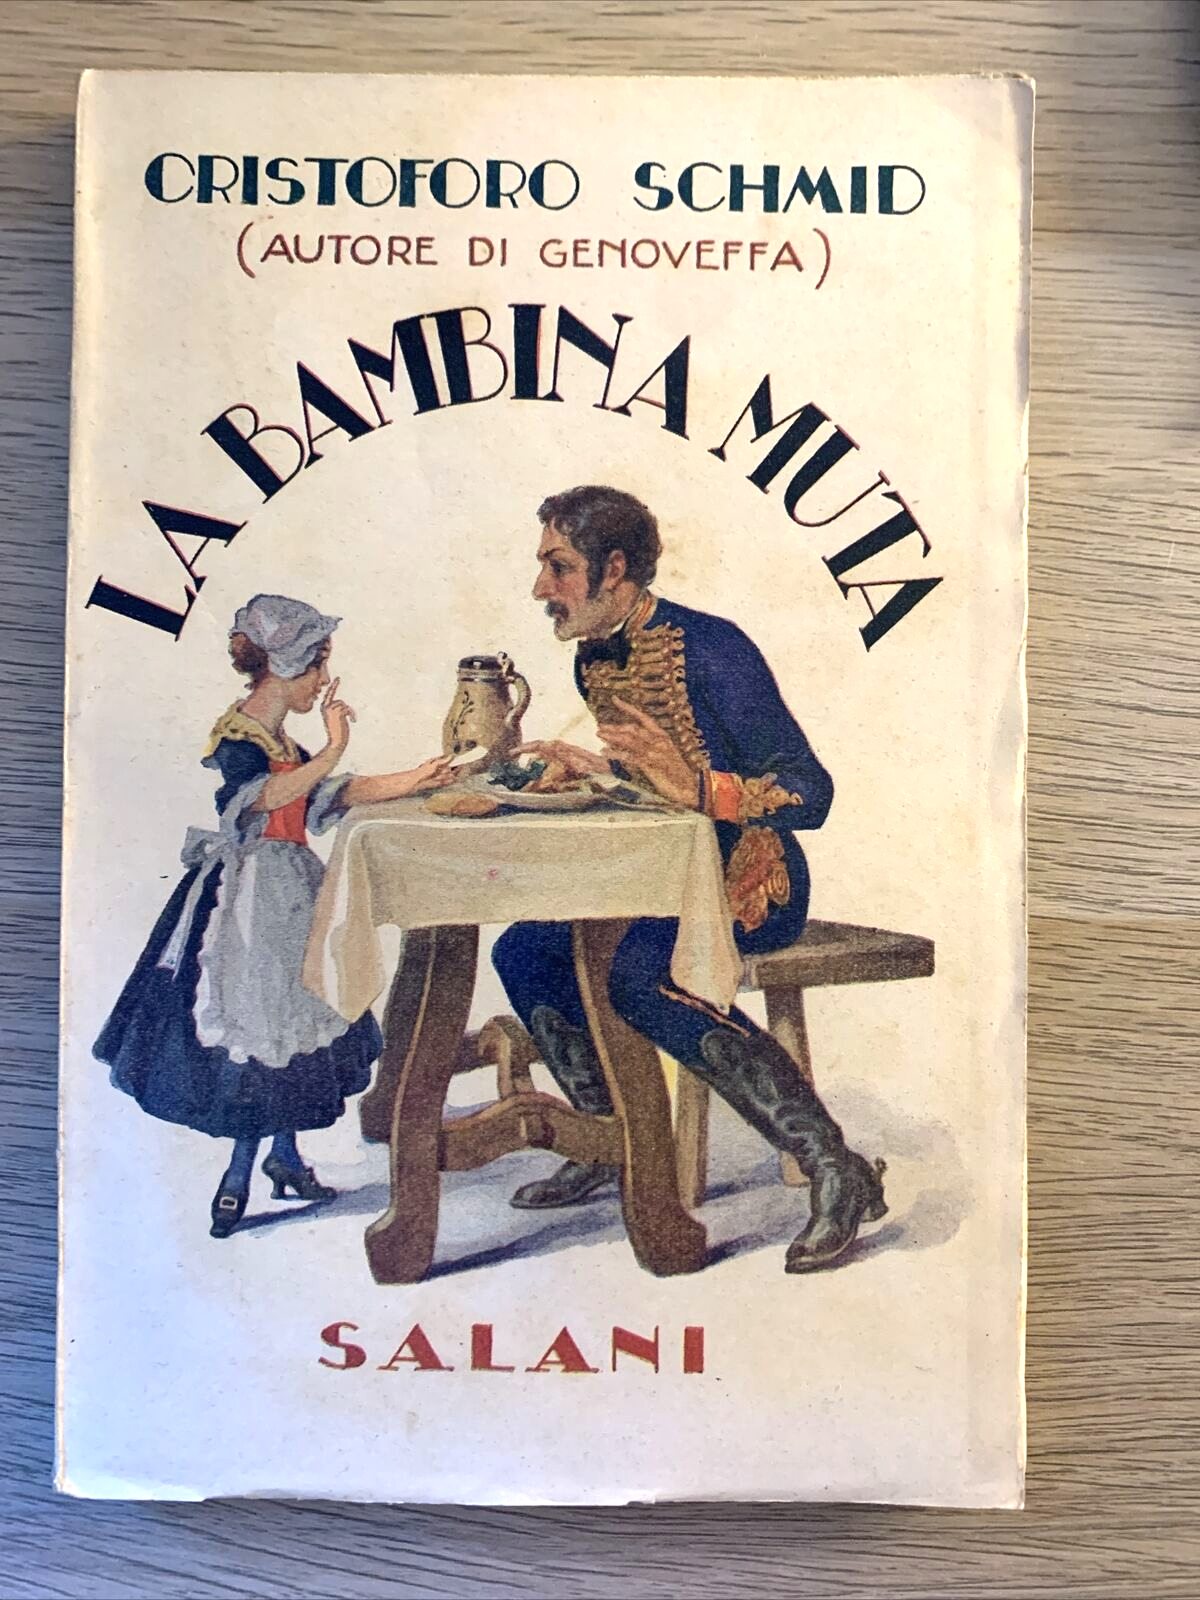 CRISTOFORO SCHMID
(AUTORE DI GENOVEFFA)
LA BAMBINA MUTA
SALANI